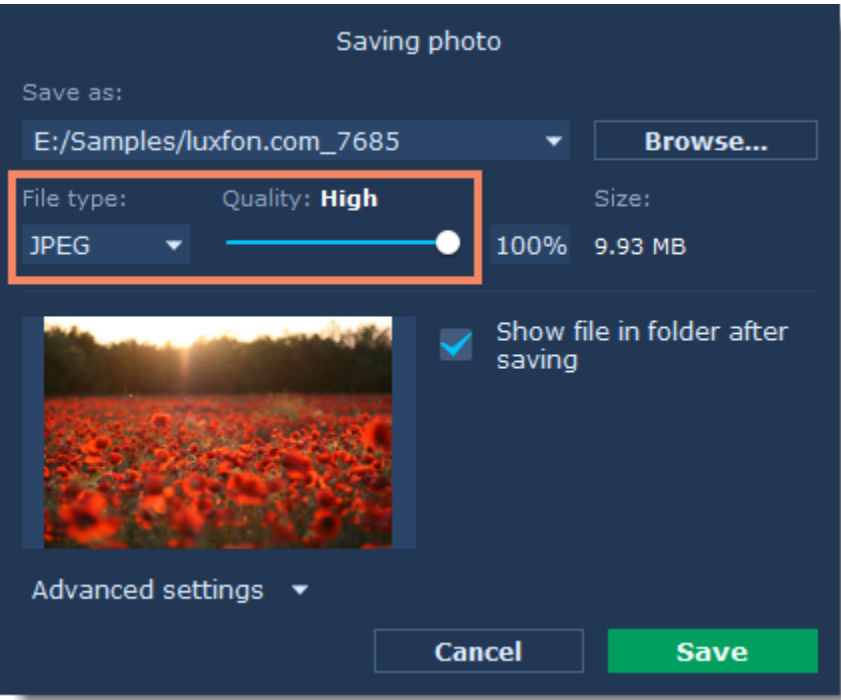 Saving photo
Save as:
E:/Samples/luxfon.com_7685
Browse...
File type:
Quality: High
Size:
JPEG
100%
9.93 MB
Show file in folder after
saving
Advanced settings
Cancel
Save